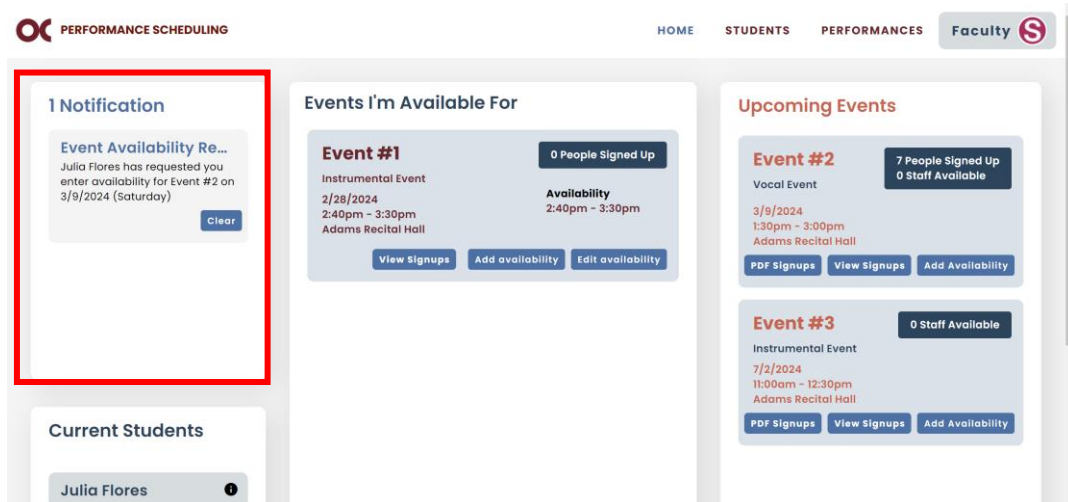 OC PERFORMANCE SCHEDULING
HOME STUDENTS PERFORMANCES Faculty S
1 Notification
Event Availability Re...
Julia Flores has requested you
enter availability for Event #2 on
3/9/2024 (Saturday)
Clear
Current Students
Julia Flores
Events I'm Available For
Event #1
0 People Signed Up
Instrumental Event
2/28/2024
2:40pm - 3:30pm
Adams Recital Hall
Availability
2:40pm - 3:30pm
View Signups Add availability Edit availability
Upcoming Events
Event #2
7 People Signed Up
0 Staff Available
Vocal Event
3/9/2024
1:30pm - 3:00pm
Adams Recital Hall
PDF Signups View Signups Add Availability
Event #3
0 Staff Available
Instrumental Event
7/2/2024
11:00am - 12:30pm
Adams Recital Hall
PDF Signups View Signups Add Availability